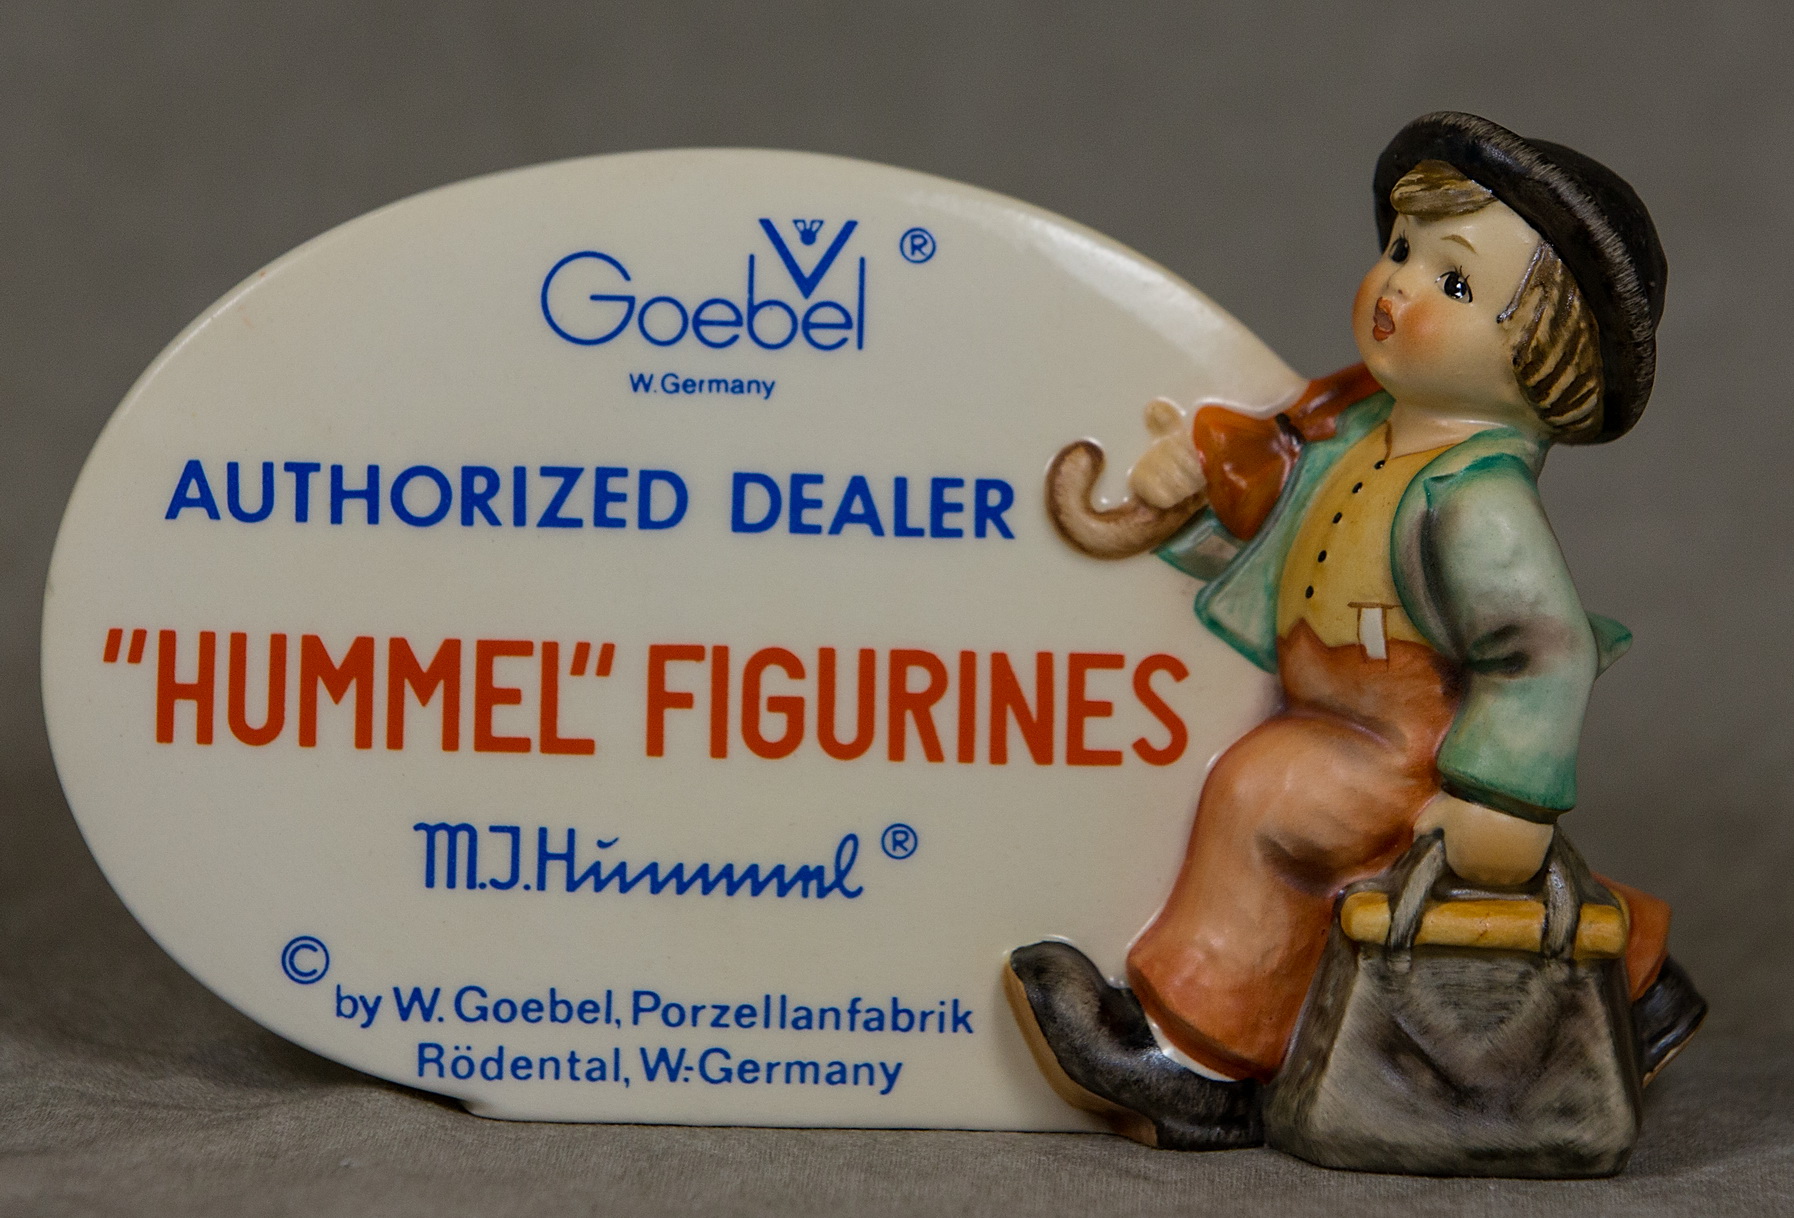 Goebel ®
W. Germany
AUTHORIZED DEALER
"HUMMEL" FIGURINES
M.J. Hummel ®
© by W. Goebel, Porzellanfabrik
Rödental, W.-Germany